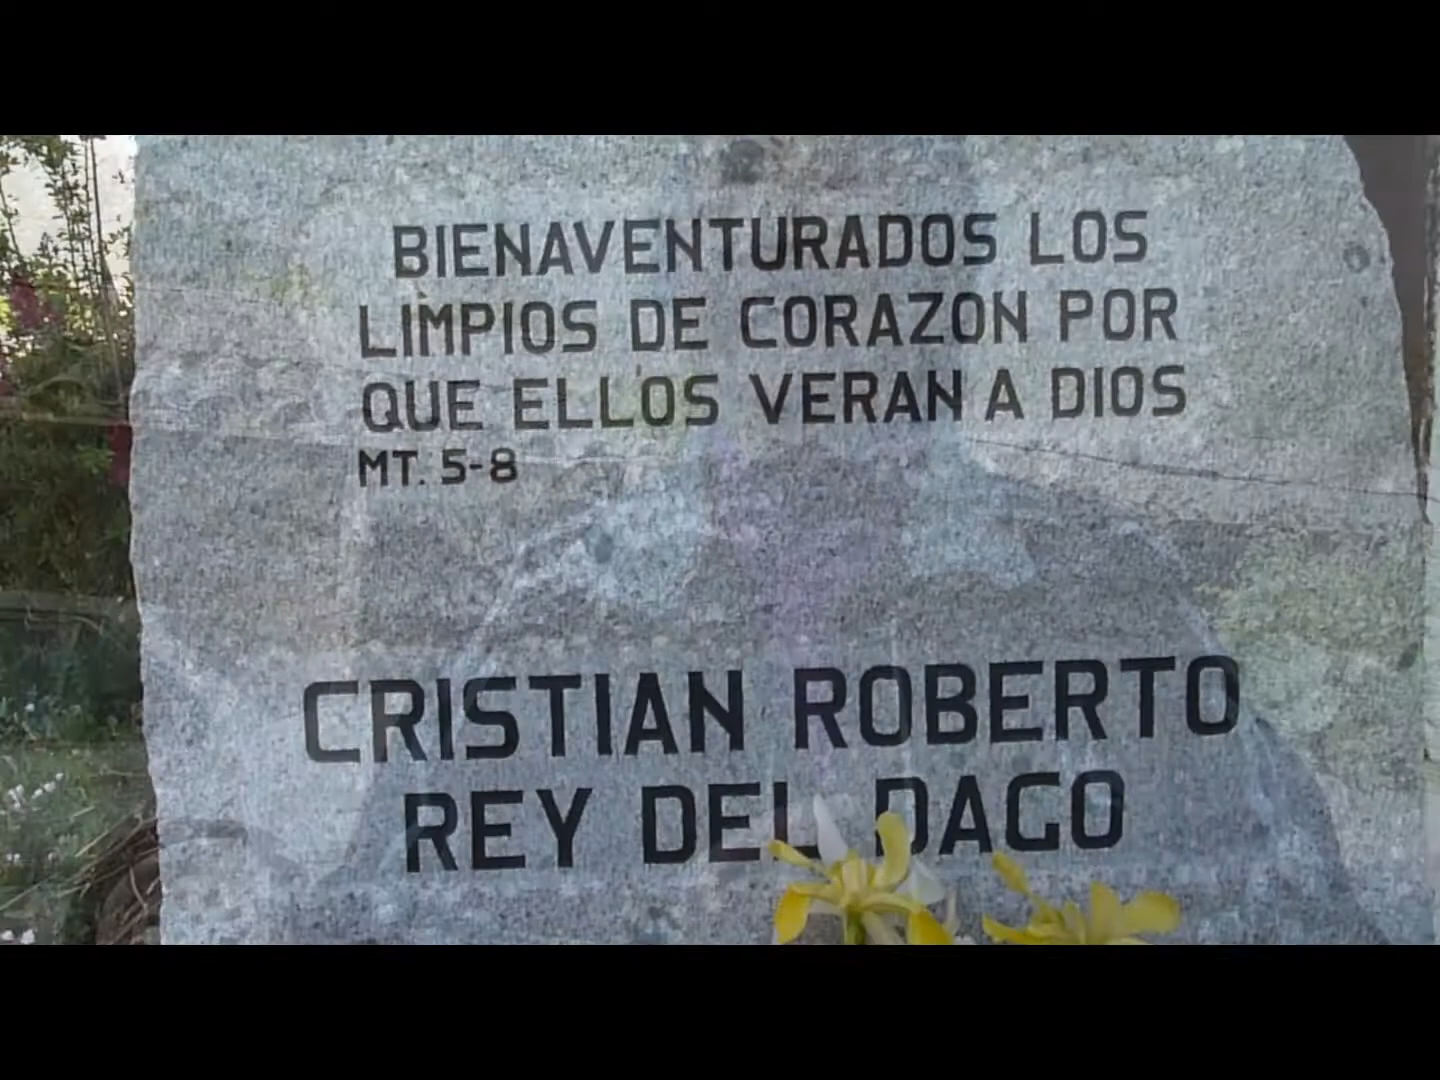 BIENAVENTURADOS LOS
LIMPIOS DE CORAZON POR
QUE ELLOS VERAN A DIOS
MT. 5-8
CRISTIAN ROBERTO
REY DEL DAGO